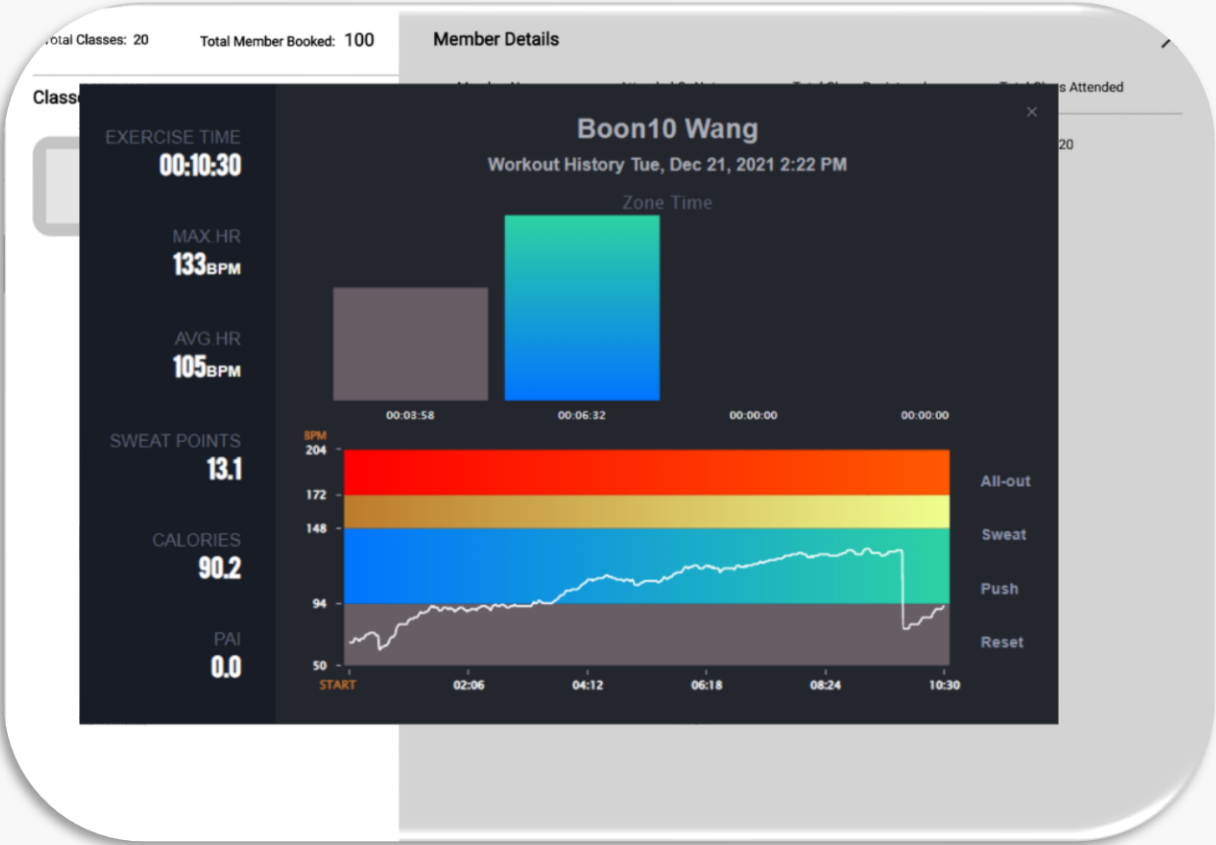 Total Classes: 20
Total Member Booked: 100
Member Details
s Attended
20
EXERCISE TIME
00:10:30
MAX.HR
133BPM
AVG.HR
105BPM
SWEAT POINTS
13.1
CALORIES
90.2
PAI
0.0
×
Boon10 Wang
Workout History Tue, Dec 21, 2021 2:22 PM
Zone Time
00:03:58
00:06:32
00:00:00
00:00:00
BPM
204
172
148
94
50
All-out
Sweat
Push
Reset
START
02:06
04:12
06:18
08:24
10:30